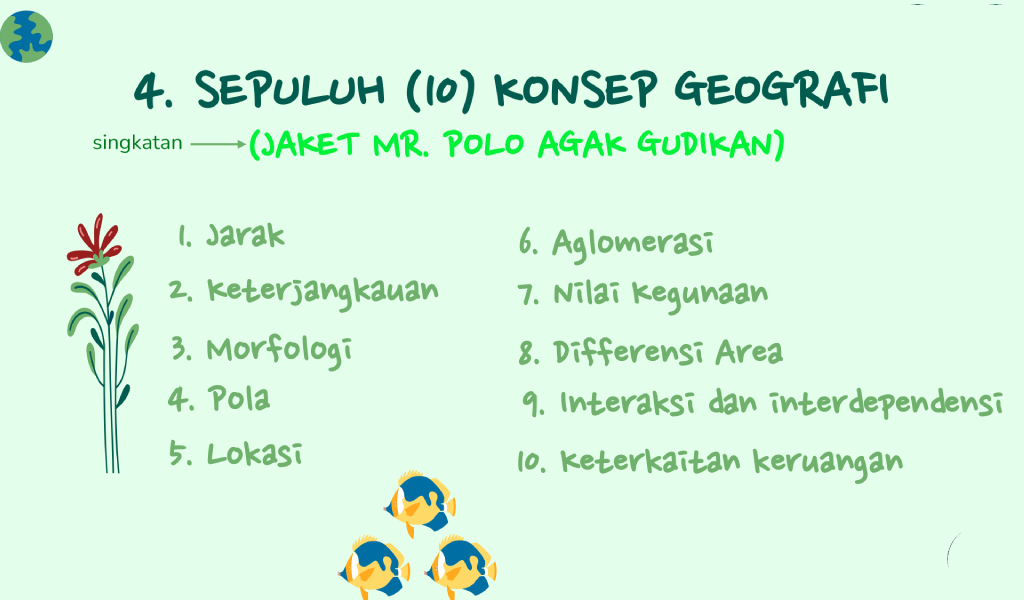 4. SEPULUH (10) KONSEP GEOGRAFI
singkatan
(JAKET MR. POLO AGAK GUDIKAN)
1. Jarak
2. Keterjangkauan
3. Morfologi
4. Pola
5. Lokasi
6. Aglomerasi
7. Nilai Kegunaan
8. Differensi Area
9. Interaksi dan interdependensi
10. Keterkaitan keruangan